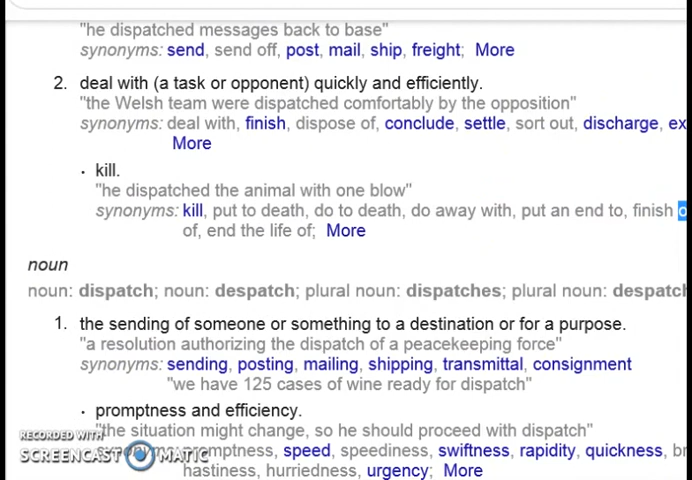 "he dispatched messages back to base"
synonyms: send, send off, post, mail, ship, freight; More
2. deal with (a task or opponent) quickly and efficiently.
"the Welsh team were dispatched comfortably by the opposition"
synonyms: deal with, finish, dispose of, conclude, settle, sort out, discharge, ex
More
• kill.
"he dispatched the animal with one blow"
synonyms: kill, put to death, do to death, do away with, put an end to, finish o
of, end the life of; More
noun
noun: dispatch; noun: despatch; plural noun: dispatches; plural noun: despatch
1. the sending of someone or something to a destination or for a purpose.
"a resolution authorizing the dispatch of a peacekeeping force"
synonyms: sending, posting, mailing, shipping, transmittal, consignment
"we have 125 cases of wine ready for dispatch"
• promptness and efficiency.
"the situation might change, so he should proceed with dispatch"
RECORDED WITH
promptness, speed, speediness, swiftness, rapidity, quickness, br
SCREENCAST MATIC
hastiness, hurriedness, urgency; More